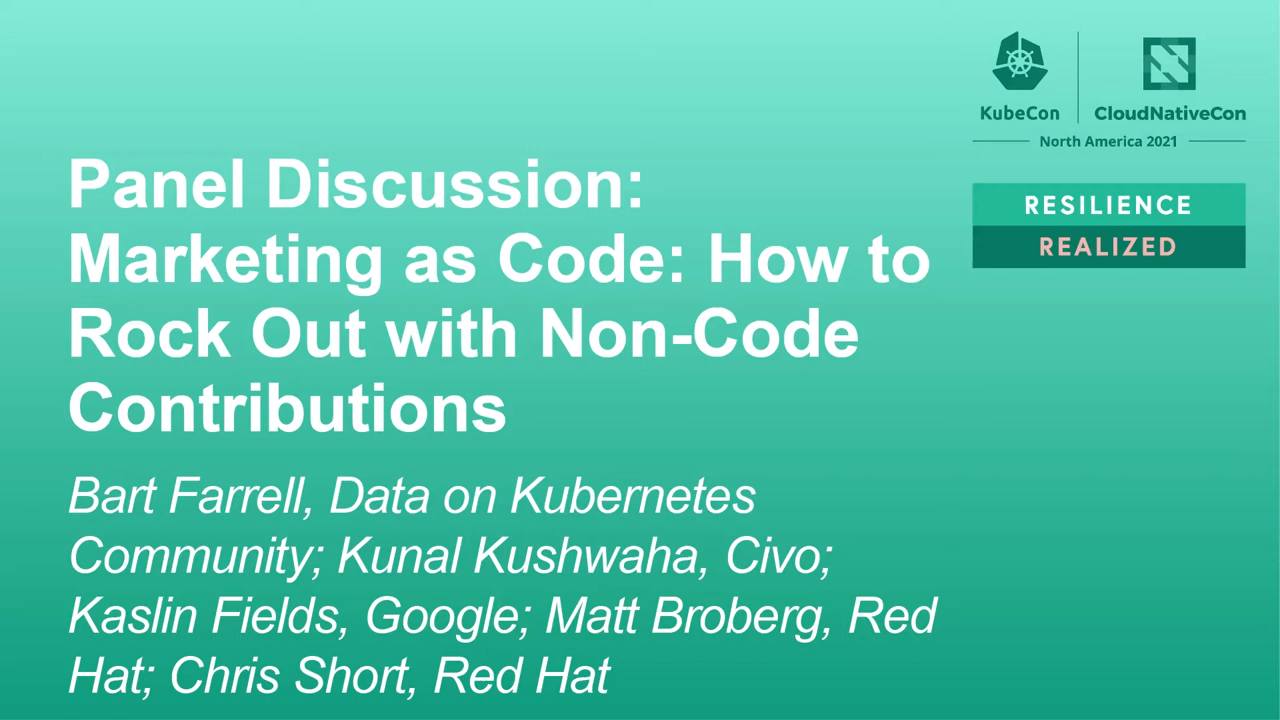 KubeCon
CloudNativeCon
North America 2021
RESILIENCE
REALIZED
Panel Discussion:
Marketing as Code: How to
Rock Out with Non-Code
Contributions
Bart Farrell, Data on Kubernetes
Community; Kunal Kushwaha, Civo;
Kaslin Fields, Google; Matt Broberg, Red
Hat; Chris Short, Red Hat